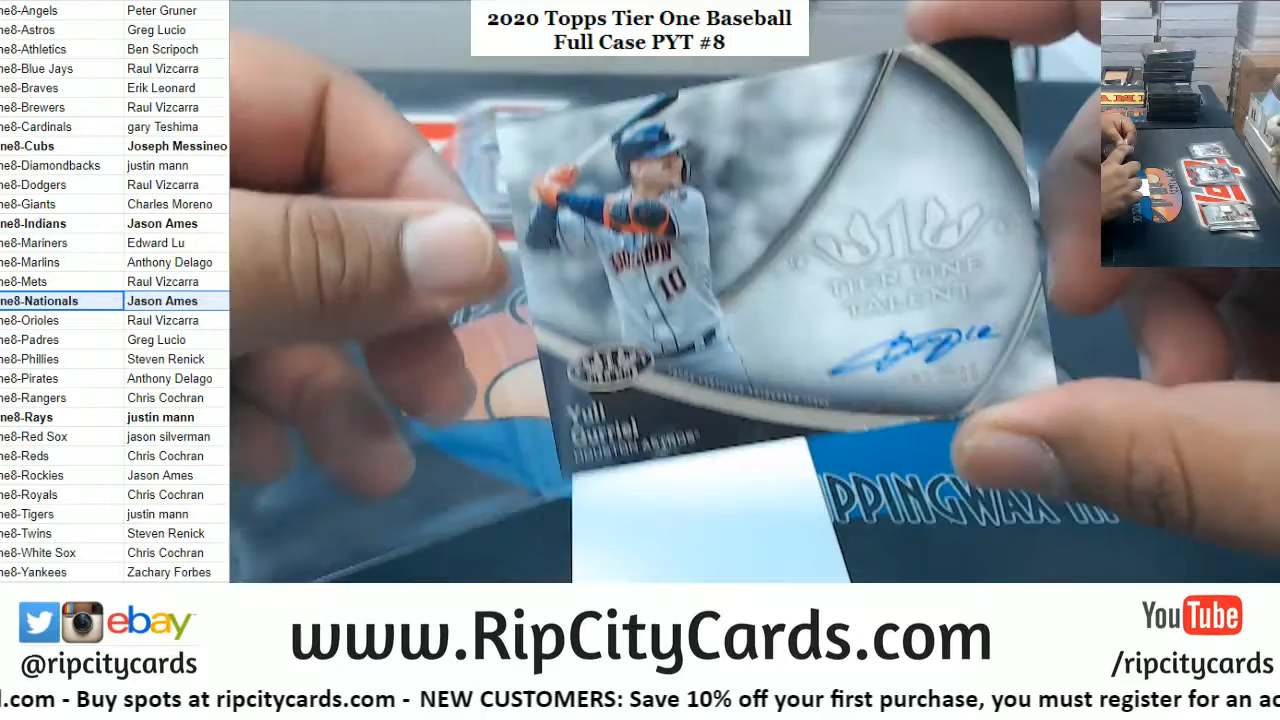 2020 Topps Tier One Baseball
Full Case PYT #8
ne8-Angels Peter Gruner
ne8-Astros Greg Lucio
ne8-Athletics Ben Scripoch
ne8-Blue Jays Raul Vizcarra
ne8-Braves Erik Leonard
ne8-Brewers Raul Vizcarra
ne8-Cardinals gary Teshima
ne8-Cubs Joseph Messineo
ne8-Diamondbacks justin mann
ne8-Dodgers Raul Vizcarra
ne8-Giants Charles Moreno
ne8-Indians Jason Ames
ne8-Mariners Edward Lu
ne8-Marlins Anthony Delago
ne8-Mets Raul Vizcarra
ne8-Nationals Jason Ames
ne8-Orioles Raul Vizcarra
ne8-Padres Greg Lucio
ne8-Phillies Steven Renick
ne8-Pirates Anthony Delago
ne8-Rangers Chris Cochran
ne8-Rays justin mann
ne8-Red Sox jason silverman
ne8-Reds Chris Cochran
ne8-Rockies Jason Ames
ne8-Royals Chris Cochran
ne8-Tigers justin mann
ne8-Twins Steven Renick
ne8-White Sox Chris Cochran
ne8-Yankees Zachary Forbes
HOUSTON
10
1
TIER ONE
TALENT
Yuli
Gurriel
HOUSTON ASTROS
PPINGWAX
ebay
@ripcitycards
www.RipCityCards.com
YouTube
/ripcitycards
l.com - Buy spots at ripcitycards.com - NEW CUSTOMERS: Save 10% off your first purchase, you must register for an ac